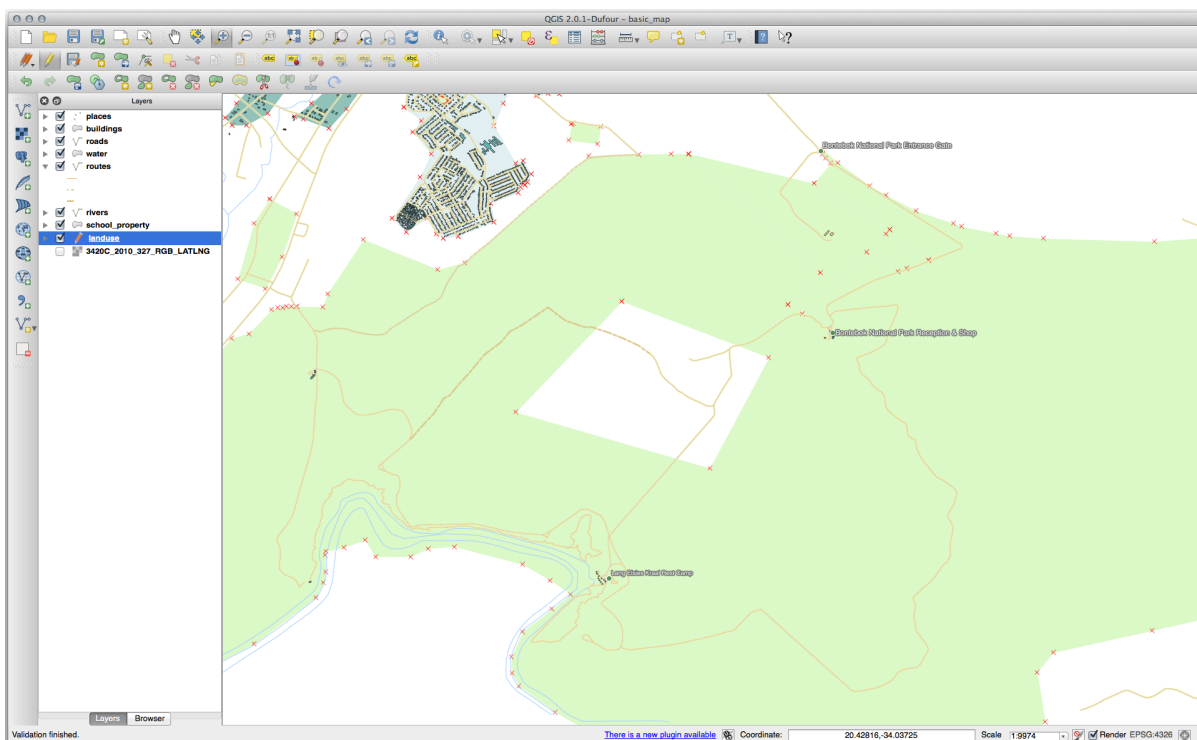 QGIS 2.0.1-Dufour - basic_map
Layers
places
buildings
roads
water
routes
rivers
school_property
landuse
3420C_2010_327_RGB_LATLNG
Bontebok National Park Entrance Gate
Bontebok National Park Reception & Shop
Lang Elsies Kraal Rest Camp
Layers Browser
Validation finished. There is a new plugin available Coordinate: 20.42816,-34.03725 Scale 1:9974 Render EPSG:4326